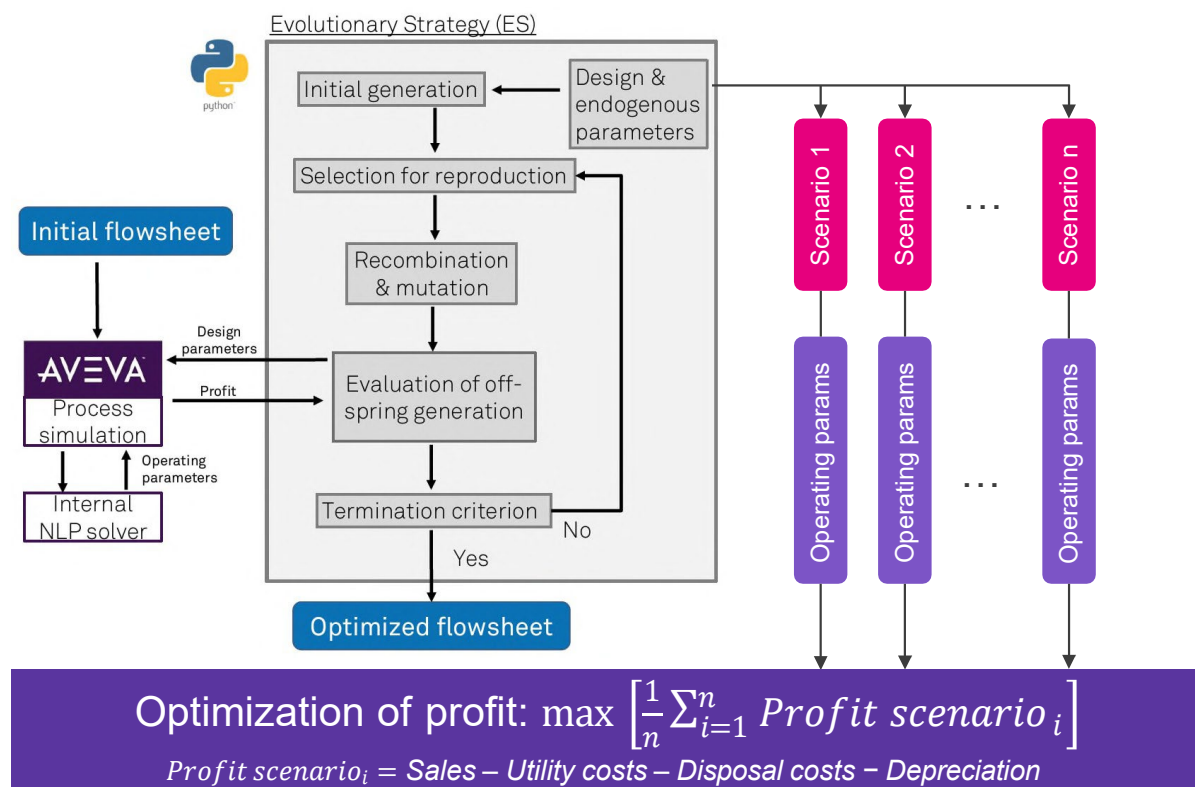 Evolutionary Strategy (ES)
python
Initial generation
Design &
endogenous
parameters
Selection for reproduction
Recombination
& mutation
Evaluation of off-
spring generation
Termination criterion
No
Yes
Optimized flowsheet
Initial flowsheet
AVEVA
Process
simulation
Internal
NLP solver
Design
parameters
Profit
Operating
parameters
Scenario 1
Scenario 2
...
Scenario n
Operating params
Operating params
...
Operating params
Optimization of profit: max [1/n ∑ⁿᵢ₌₁ Profit scenario ᵢ]
Profit scenarioᵢ = Sales – Utility costs – Disposal costs − Depreciation